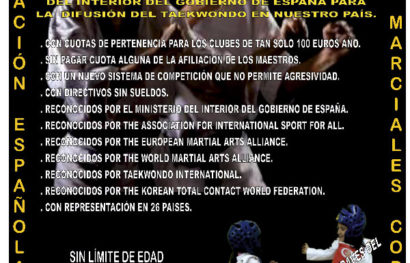 DEL INTERIOR DEL GOBIERNO DE ESPAÑA PARA
LA DIFUSIÓN DEL TAEKWONDO EN NUESTRO PAÍS.
. CON CUOTAS DE PERTENENCIA PARA LOS CLUBES DE TAN SOLO 100 EUROS AÑO.
. SIN PAGAR CUOTA ALGUNA DE LA AFILIACIÓN DE LOS MAESTROS.
. CON UN NUEVO SISTEMA DE COMPETICIÓN QUE NO PERMITE AGRESIVIDAD.
. CON DIRECTIVOS SIN SUELDOS.
. RECONOCIDOS POR EL MINISTERIO DEL INTERIOR DEL GOBIERNO DE ESPAÑA.
. RECONOCIDOS POR THE ASSOCIATION FOR INTERNATIONAL SPORT FOR ALL.
. RECONOCIDOS POR THE EUROPEAN MARTIAL ARTS ALLIANCE.
. RECONOCIDOS POR THE WORLD MARTIAL ARTS ALLIANCE.
. RECONOCIDOS POR TAEKWONDO INTERNATIONAL.
. RECONOCIDOS POR THE KOREAN TOTAL CONTACT WORLD FEDERATION.
. CON REPRESENTACIÓN EN 26 PAISES.
SIN LÍMITE DE EDAD
ACIÓN ESPAÑOLA
MARCIALES COR
DEL